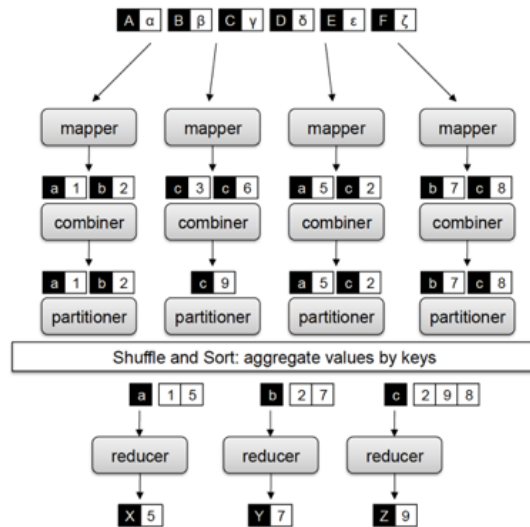 A α B β C γ D δ E ε F ζ
mapper mapper mapper mapper
a 1 b 2 c 3 c 6 a 5 c 2 b 7 c 8
combiner combiner combiner combiner
a 1 b 2 c 9 a 5 c 2 b 7 c 8
partitioner partitioner partitioner partitioner
Shuffle and Sort: aggregate values by keys
a 1 5 b 2 7 c 2 9 8
reducer reducer reducer
X 5 Y 7 Z 9